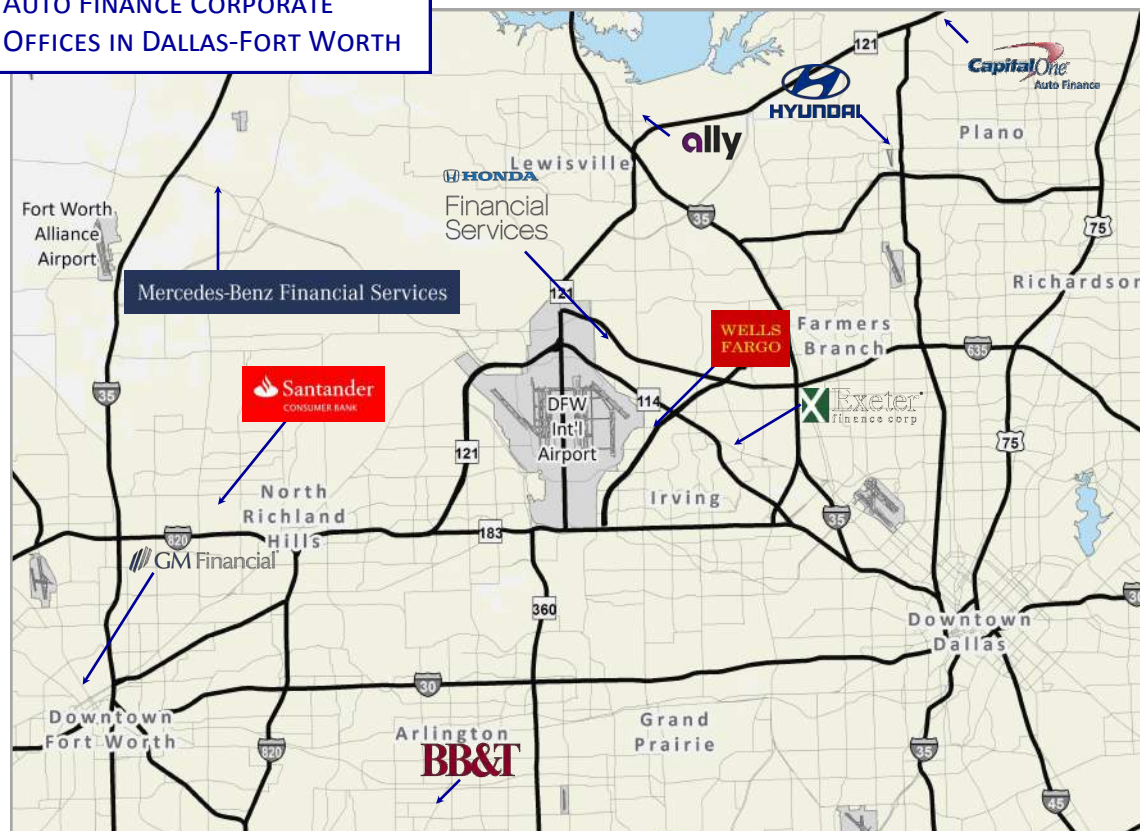 AUTO FINANCE CORPORATE
OFFICES IN DALLAS-FORT WORTH
121
Capital One
Auto Finance
HYUNDAI
Plano
ally
Lewisville
HONDA
Financial
Services
Fort Worth
Alliance
Airport
35
75
Richardson
Mercedes-Benz Financial Services
121
WELLS
FARGO
Farmers
Branch
635
Santander
CONSUMER BANK
35
DFW
Int'l
Airport
114
Exeter
finance corp
121
75
North
Richland
Hills
Irving
35
820
183
GM Financial
360
30
Downtown
Dallas
30
Downtown
Fort Worth
820
Arlington
BB&T
Grand
Prairie
35
45